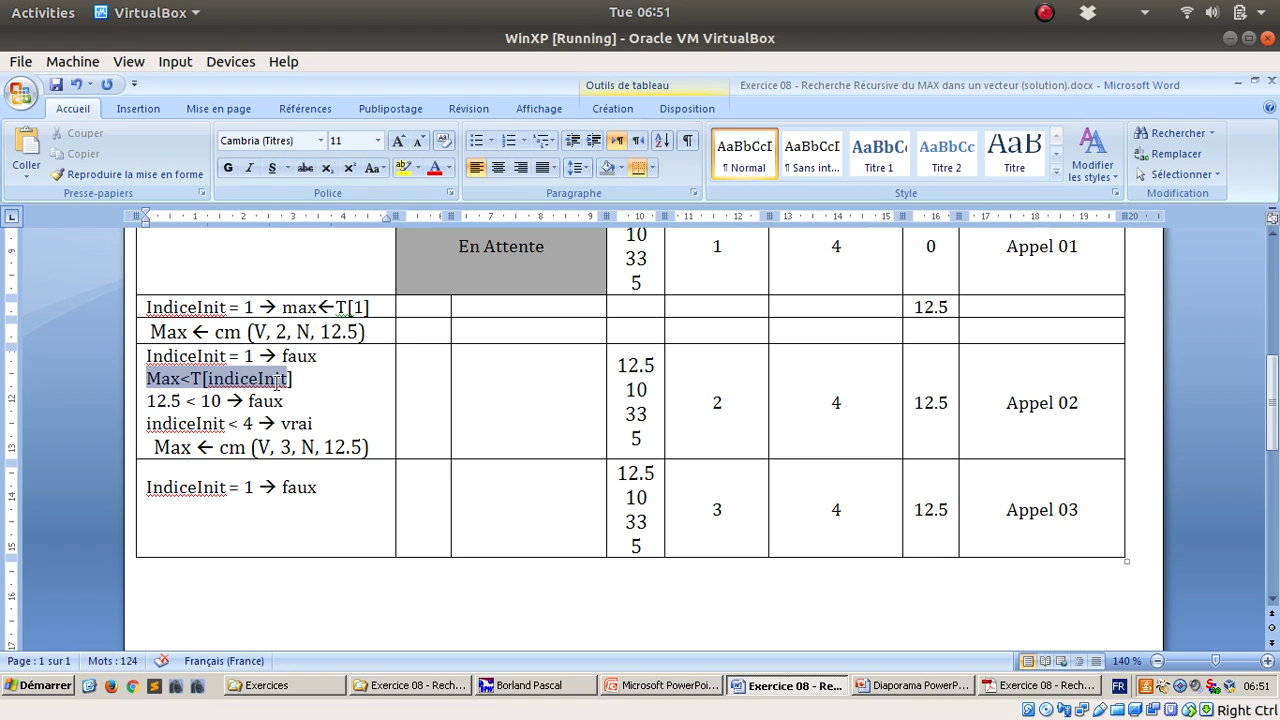 Activities VirtualBox Tue 06:51
WinXP [Running] - Oracle VM VirtualBox
File Machine View Input Devices Help
Outils de tableau Exercice 08 - Recherche Récursive du MAX dans un vecteur (solution).docx - Microsoft Word
Accueil Insertion Mise en page Références Publipostage Révision Affichage Création Disposition
Coller
Couper
Copier
Reproduire la mise en forme
Presse-papiers
Cambria (Titres) 11
G I S abc X₂ X² Aa
Police
Paragraphe
AaBbCcI AaBbCcI AaBbC AaBbCc AaB
¶ Normal ¶ Sans int... Titre 1 Titre 2 Titre
Modifier les styles
Style
Rechercher
Remplacer
Sélectionner
Modification
En Attente 10 1 4 0 Appel 01
33
5
IndiceInit = 1 → max←T[1] 12.5
Max ← cm (V, 2, N, 12.5)
IndiceInit = 1 → faux
Max<T[indiceInit]
12.5 < 10 → faux
indiceInit < 4 → vrai
Max ← cm (V, 3, N, 12.5)
12.5
10
33
5
2 4 12.5 Appel 02
IndiceInit = 1 → faux
12.5
10
33
5
3 4 12.5 Appel 03
Page : 1 sur 1 Mots : 124 Français (France) 140 %
Démarrer Exercices Exercice 08 - Rech... Borland Pascal Microsoft PowerPoi... Exercice 08 - Re... Diaporama PowerP... Exercice 08 - Rech... FR 06:51
Right Ctrl